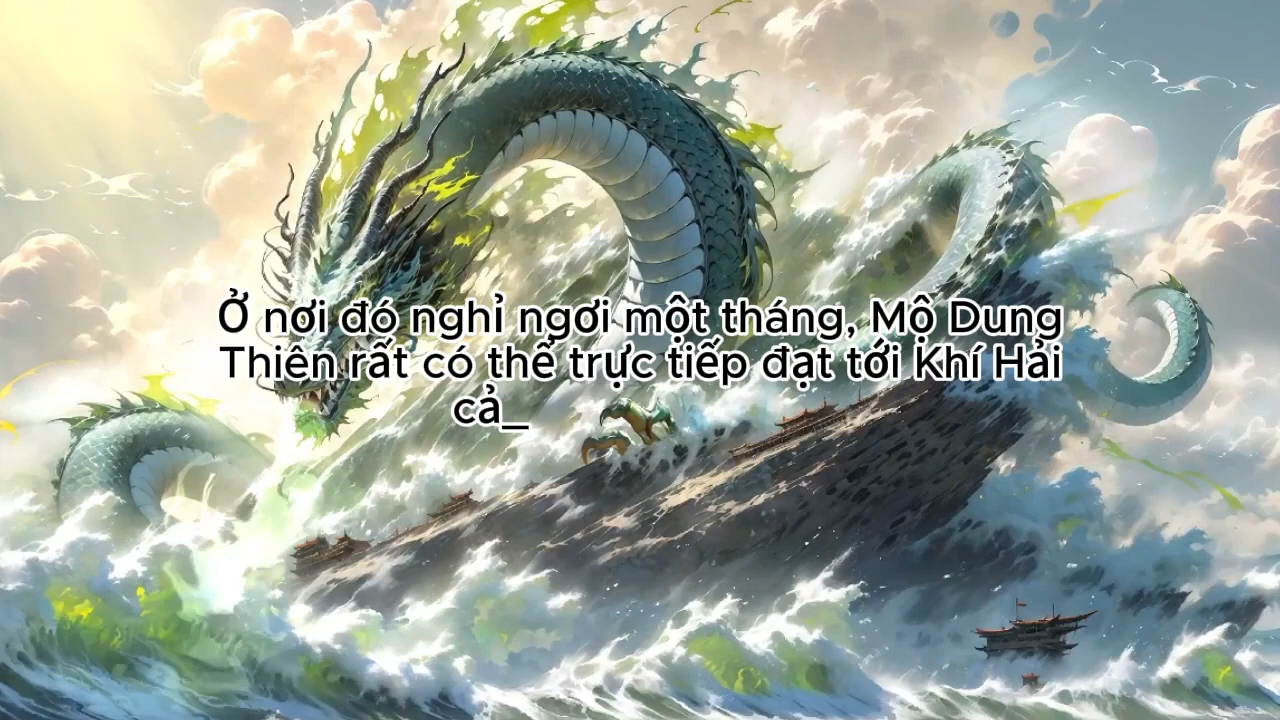 Ở nơi đó nghỉ ngơi một tháng, Mộ Dung
Thiên rất có thể trực tiếp đạt tới Khí Hải
cả_